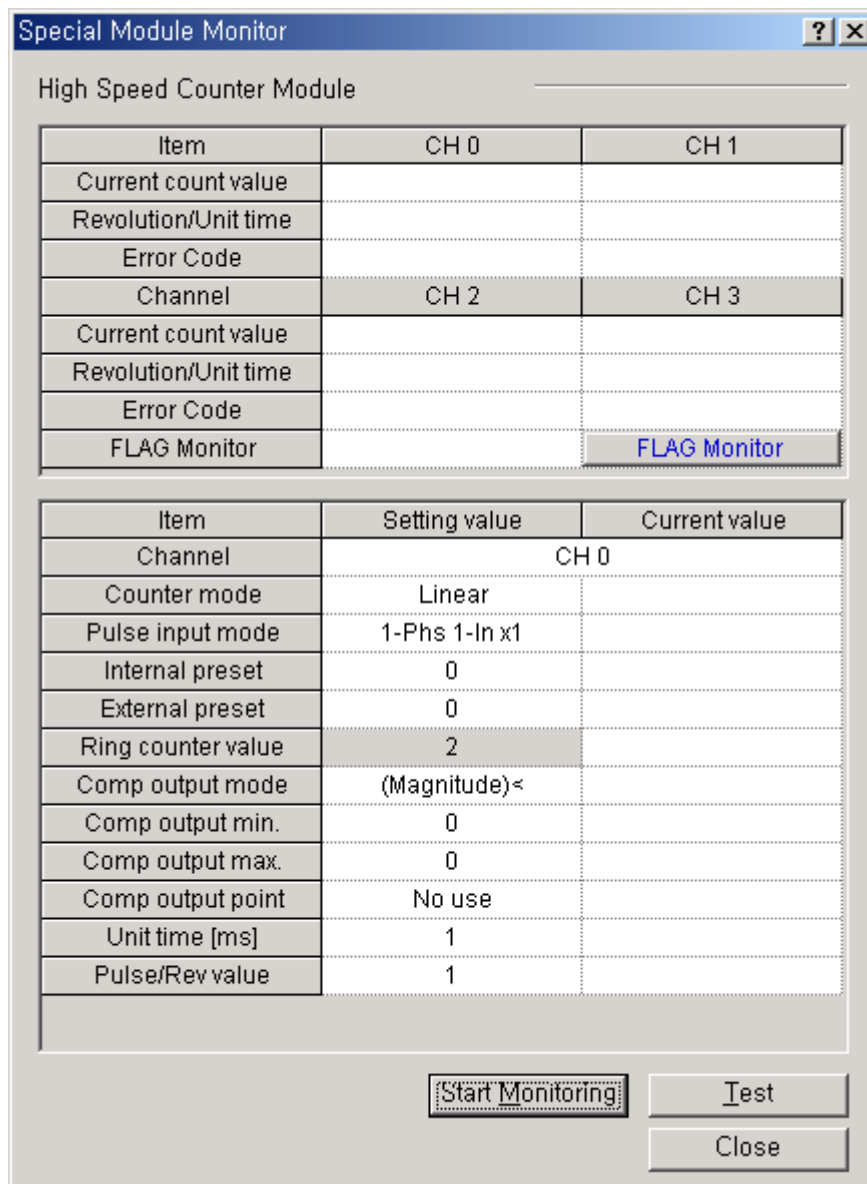 Special Module Monitor ? ×
High Speed Counter Module
Item CH 0 CH 1
Current count value
Revolution/Unit time
Error Code
Channel CH 2 CH 3
Current count value
Revolution/Unit time
Error Code
FLAG Monitor FLAG Monitor
Item Setting value Current value
Channel CH 0
Counter mode Linear
Pulse input mode 1-Phs 1-In x1
Internal preset 0
External preset 0
Ring counter value 2
Comp output mode (Magnitude)<
Comp output min. 0
Comp output max. 0
Comp output point No use
Unit time [ms] 1
Pulse/Rev value 1
Start Monitoring Test
Close